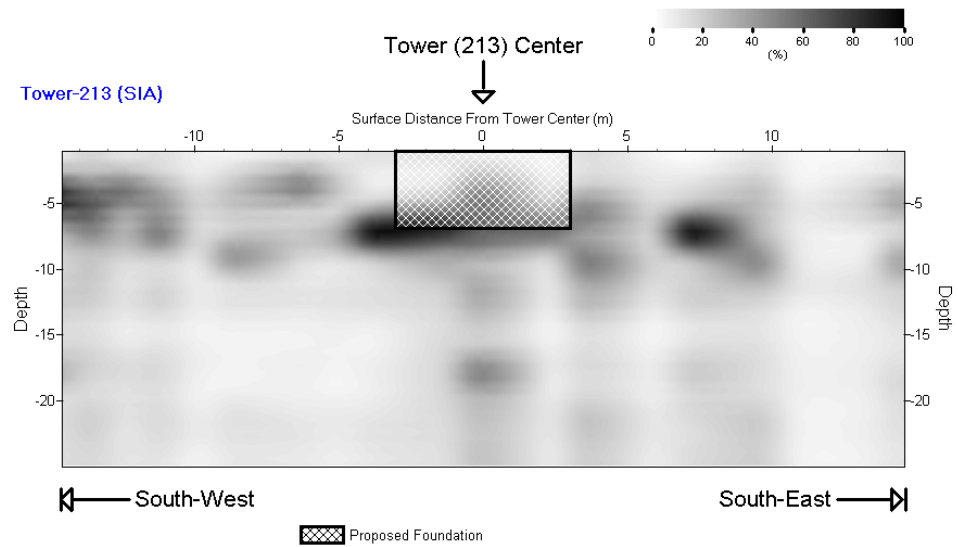 0 20 40 60 80 100
(%)
Tower (213) Center
Tower-213 (SIA)
Surface Distance From Tower Center (m)
-10 -5 0 5 10
-5 -5
-10 -10
Depth Depth
-15 -15
-20 -20
South-West South-East
Proposed Foundation